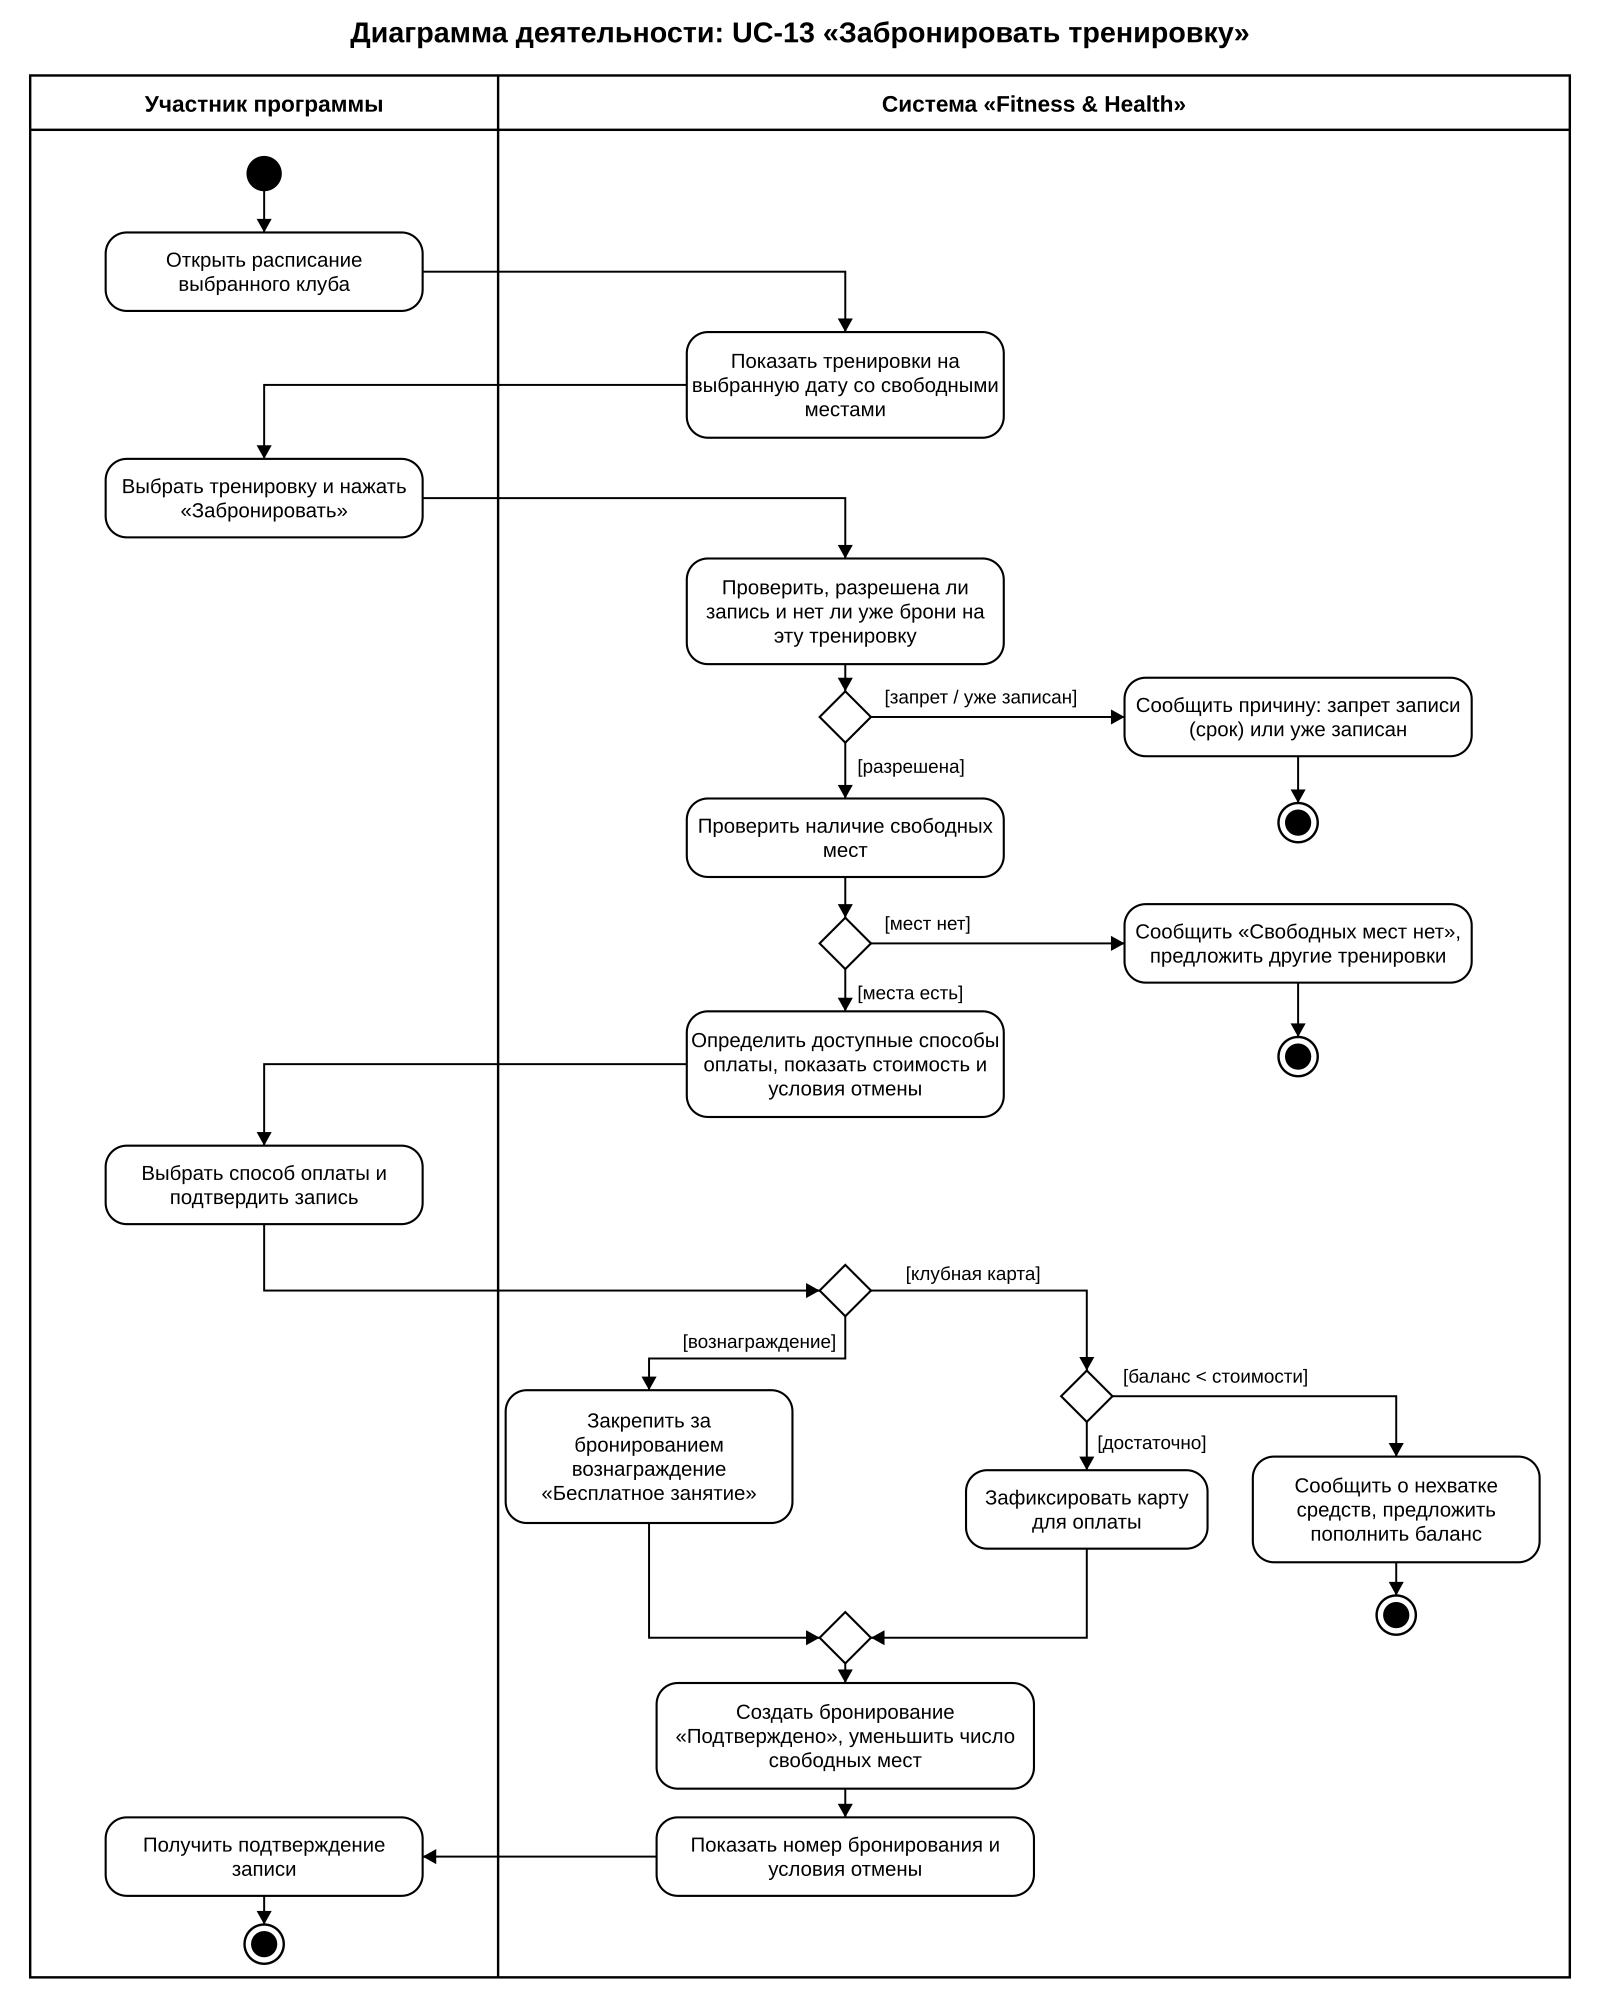 Диаграмма деятельности: UC-13 «Забронировать тренировку»
Участник программы
Система «Fitness & Health»
Открыть расписание
выбранного клуба
Показать тренировки на
выбранную дату со свободными
местами
Выбрать тренировку и нажать
«Забронировать»
Проверить, разрешена ли
запись и нет ли уже брони на
эту тренировку
[запрет / уже записан]
Сообщить причину: запрет записи
(срок) или уже записан
[разрешена]
Проверить наличие свободных
мест
[мест нет]
Сообщить «Свободных мест нет»,
предложить другие тренировки
[места есть]
Определить доступные способы
оплаты, показать стоимость и
условия отмены
Выбрать способ оплаты и
подтвердить запись
[клубная карта]
[вознаграждение]
[баланс < стоимости]
Закрепить за
бронированием
вознаграждение
«Бесплатное занятие»
[достаточно]
Зафиксировать карту
для оплаты
Сообщить о нехватке
средств, предложить
пополнить баланс
Создать бронирование
«Подтверждено», уменьшить число
свободных мест
Получить подтверждение
записи
Показать номер бронирования и
условия отмены